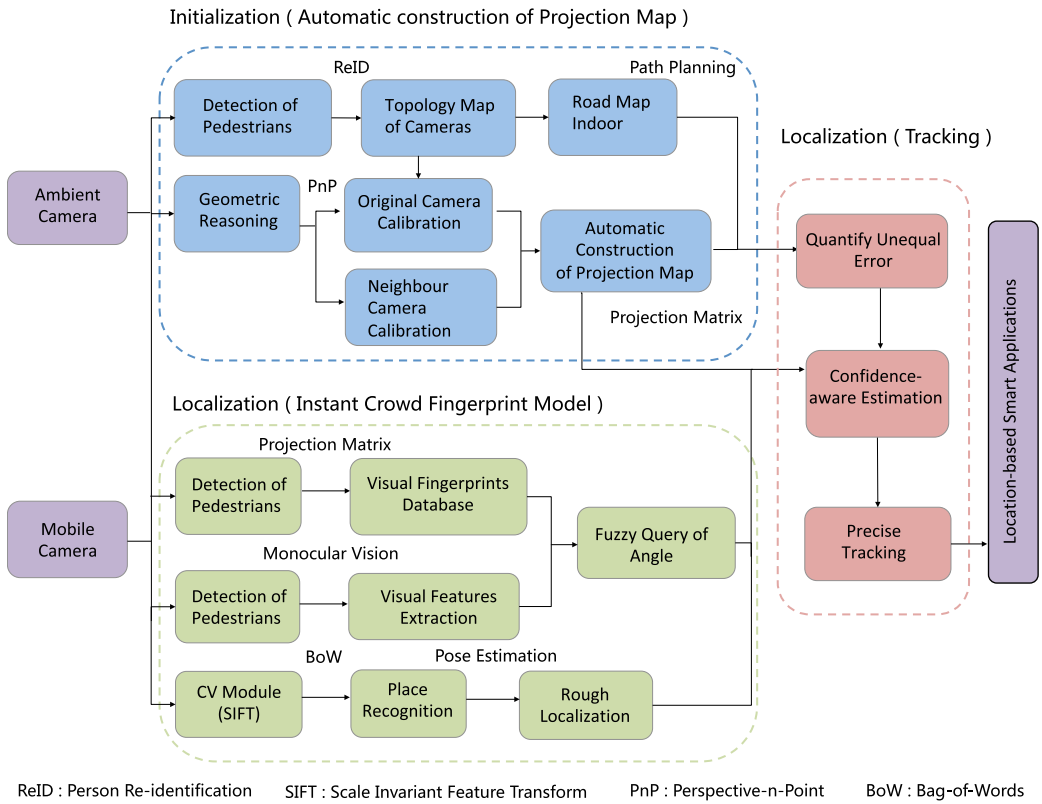 Initialization ( Automatic construction of Projection Map )
ReID
Path Planning
Detection of
Pedestrians
Topology Map
of Cameras
Road Map
Indoor
Localization ( Tracking )
Ambient
Camera
Geometric
Reasoning
PnP
Original Camera
Calibration
Automatic
Construction
of Projection Map
Quantify Unequal
Error
Neighbour
Camera
Calibration
Projection Matrix
Confidence-
aware Estimation
Location-based Smart Applications
Localization ( Instant Crowd Fingerprint Model )
Projection Matrix
Detection of
Pedestrians
Visual Fingerprints
Database
Mobile
Camera
Monocular Vision
Fuzzy Query of
Angle
Precise
Tracking
Detection of
Pedestrians
Visual Features
Extraction
BoW
Pose Estimation
CV Module
(SIFT)
Place
Recognition
Rough
Localization
ReID : Person Re-identification SIFT : Scale Invariant Feature Transform PnP : Perspective-n-Point BoW : Bag-of-Words